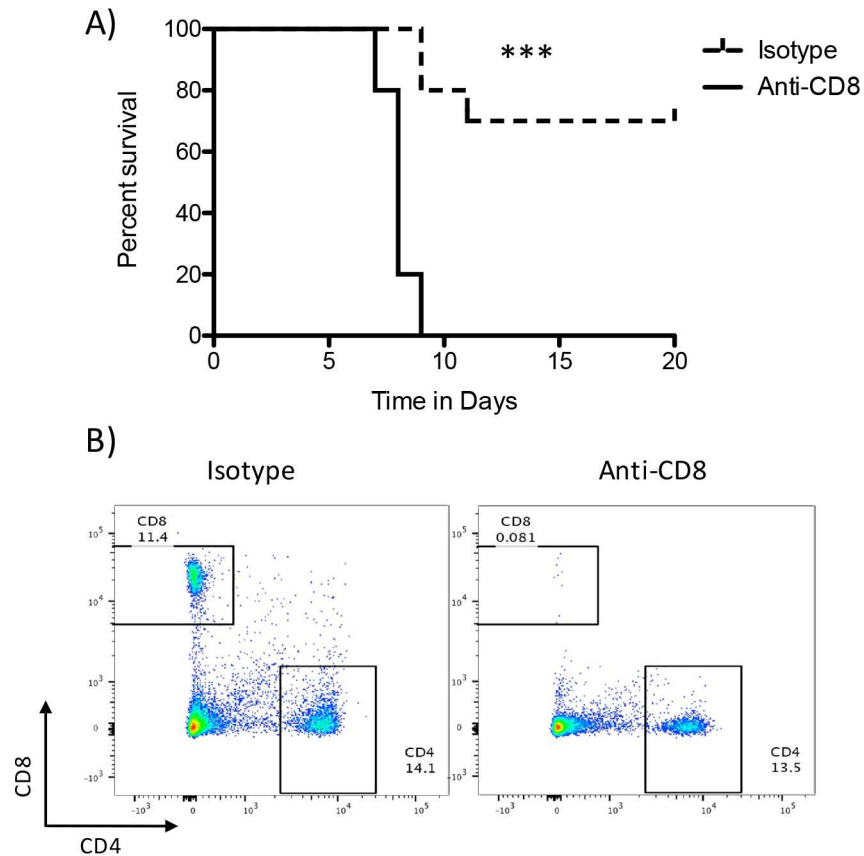 A)
***
Isotype
Anti-CD8
Percent survival
100
80
60
40
20
0
0 5 10 15 20
Time in Days
B)
Isotype Anti-CD8
CD8
11.4
CD4
14.1
10^5
10^4
10^3
0
-10^3
-10^3 0 10^3 10^4 10^5
CD8
0.081
CD4
13.5
10^5
10^4
10^3
0
-10^3
-10^3 0 10^3 10^4 10^5
CD8
CD4